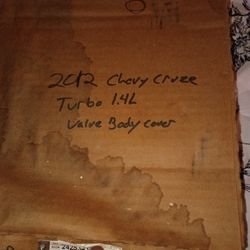 2012 Chevy Cruze
Turbo 1.4L
Valve Body cover